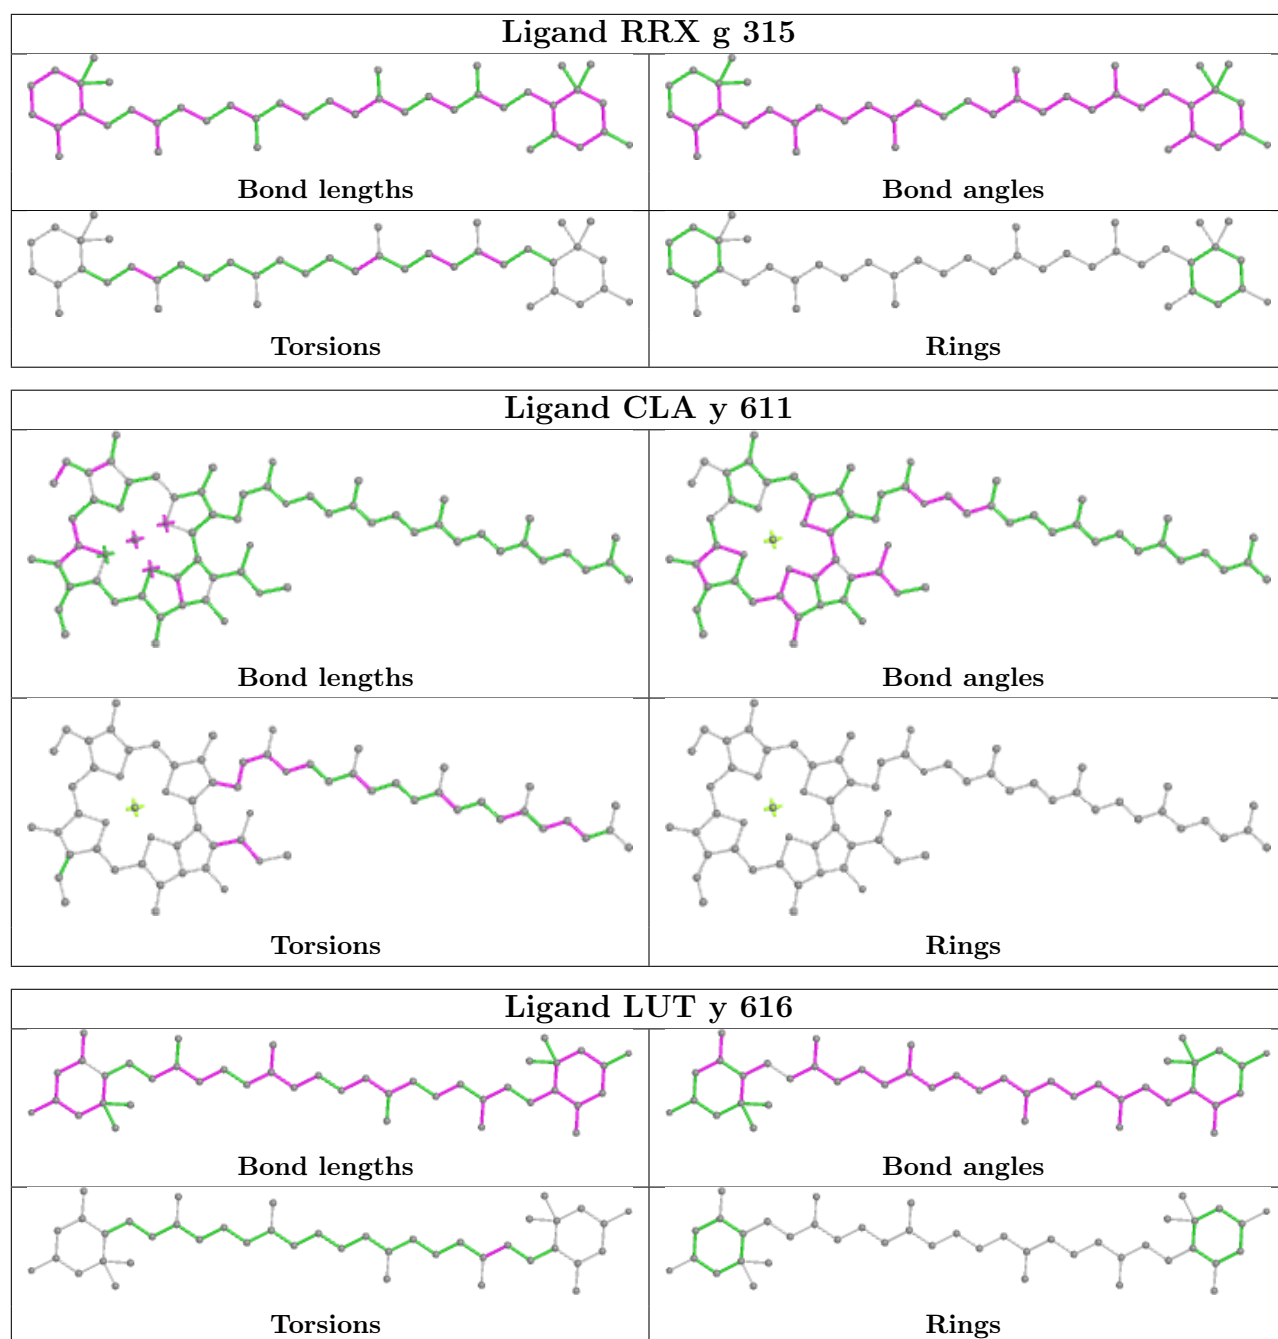 Ligand RRX g 315
Bond lengths
Bond angles
Torsions
Rings
Ligand CLA y 611
Bond lengths
Bond angles
Torsions
Rings
Ligand LUT y 616
Bond lengths
Bond angles
Torsions
Rings